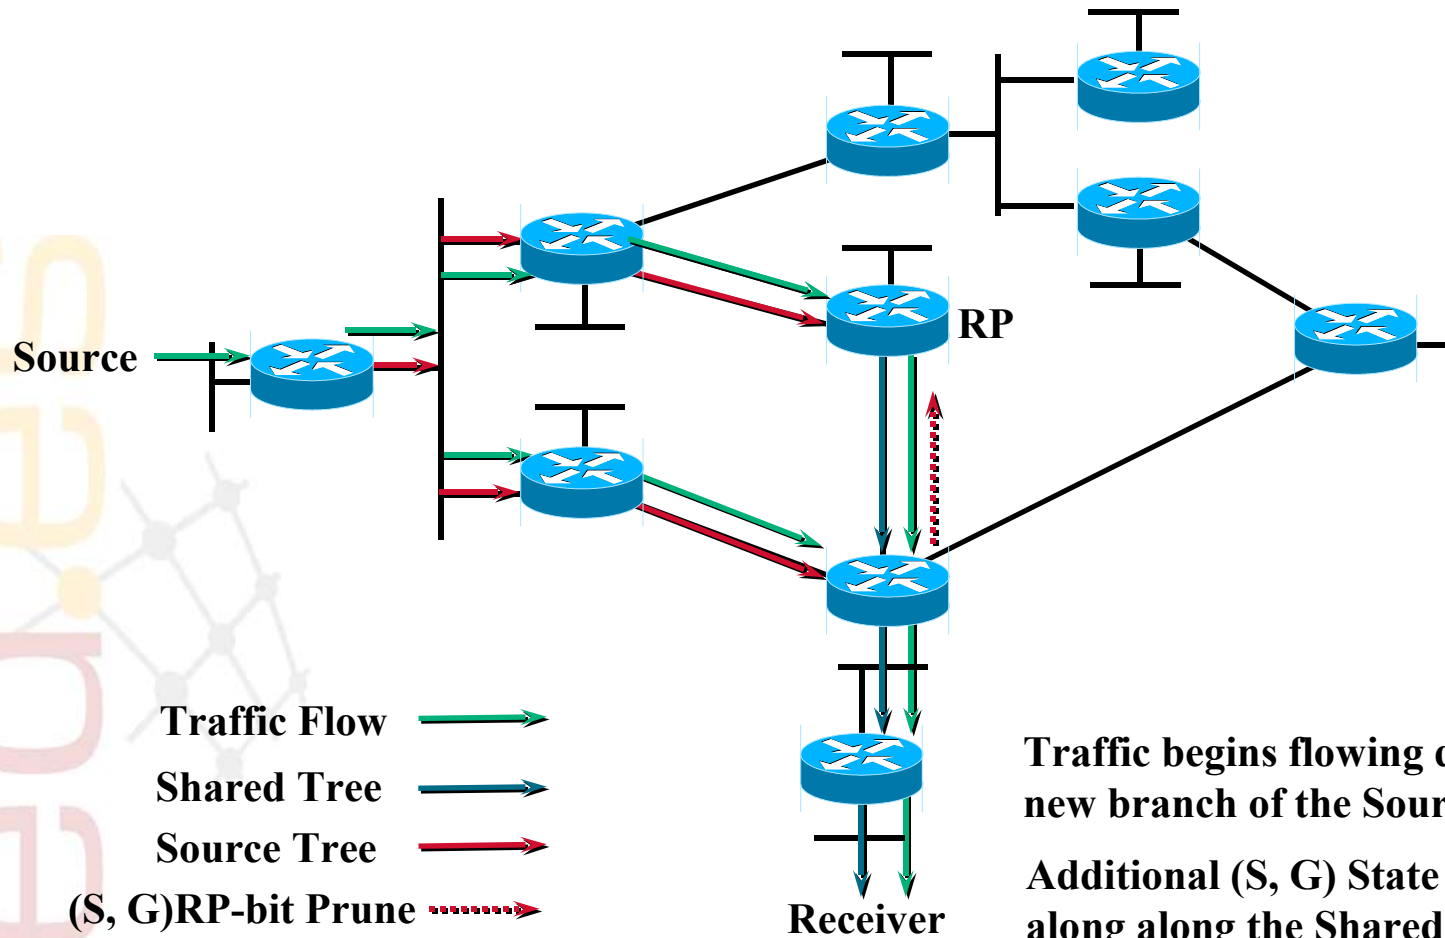 RP
Source
Traffic Flow
Shared Tree
Source Tree
(S, G)RP-bit Prune
Receiver
Traffic begins flowing
new branch of the
Additional (S, G) State
along along the Shared